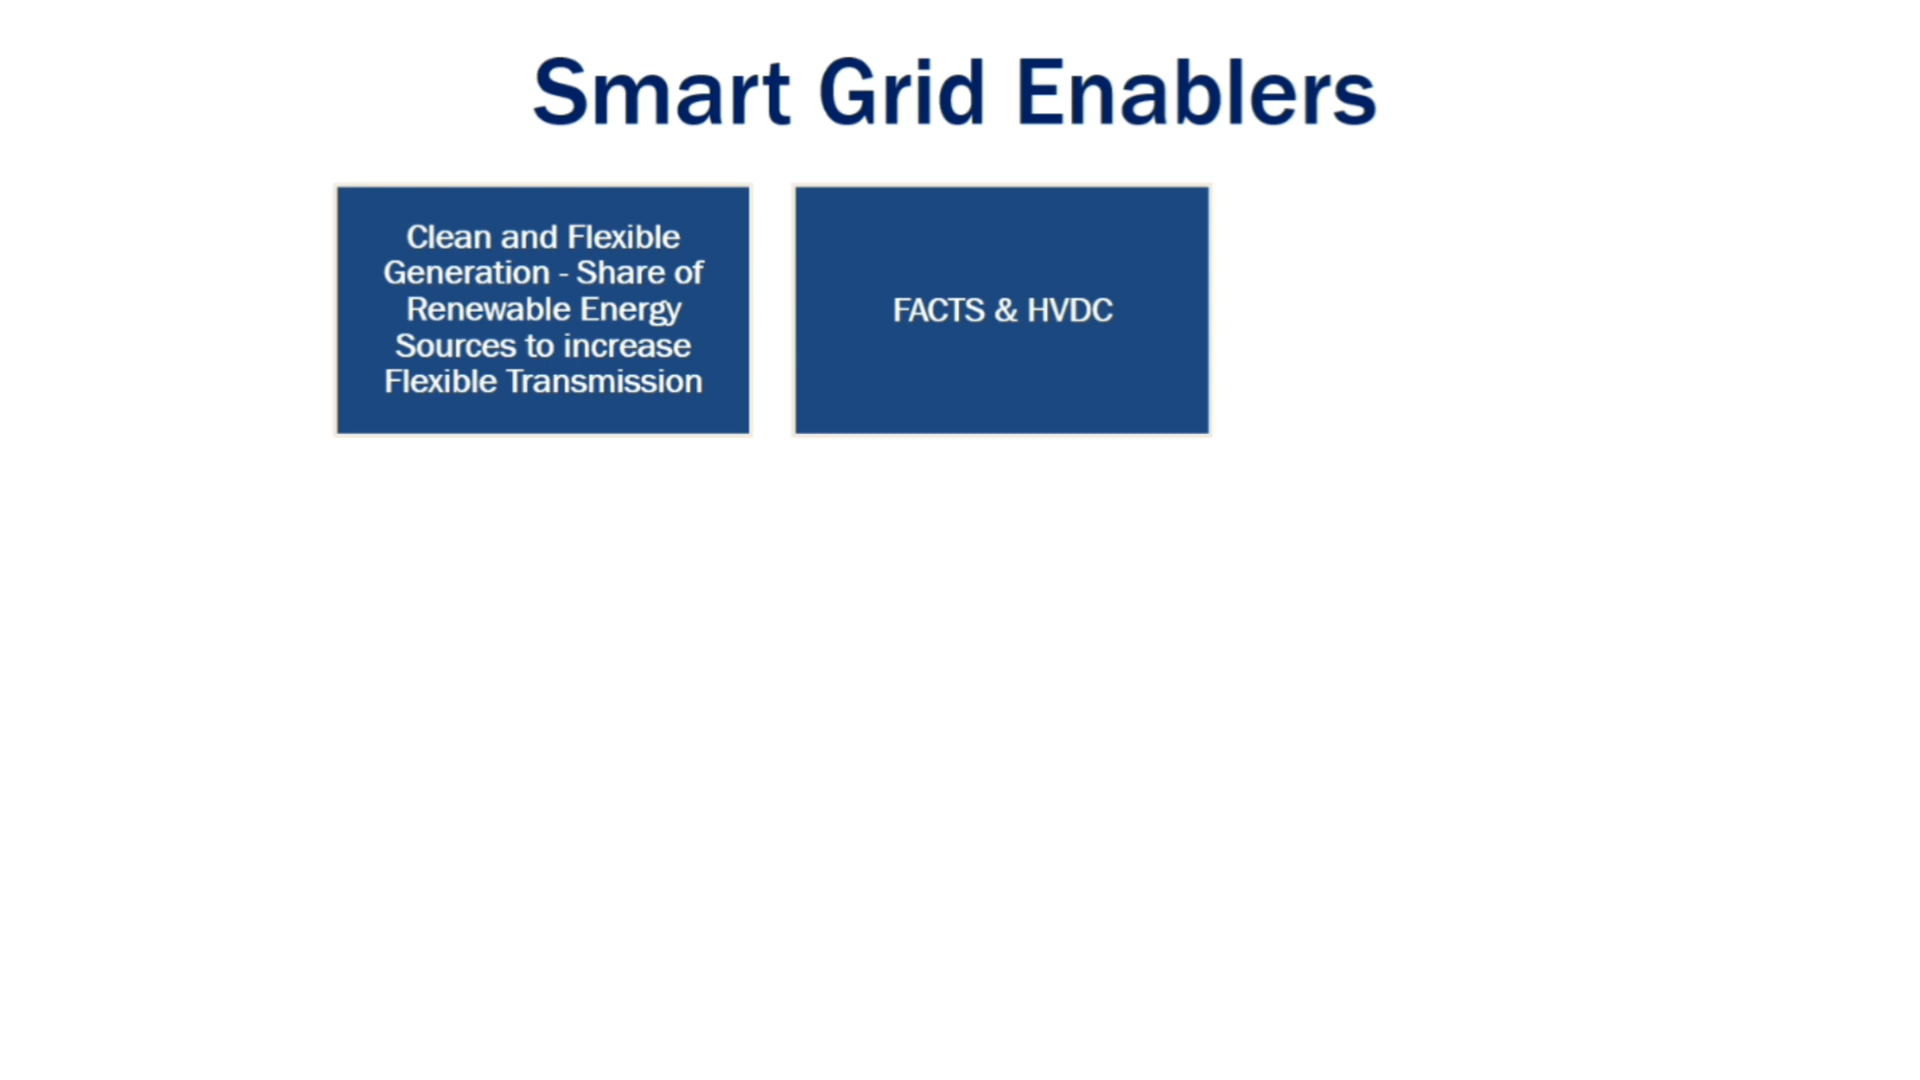 Smart Grid Enablers
Clean and Flexible
Generation - Share of
Renewable Energy
Sources to increase
Flexible Transmission
FACTS & HVDC